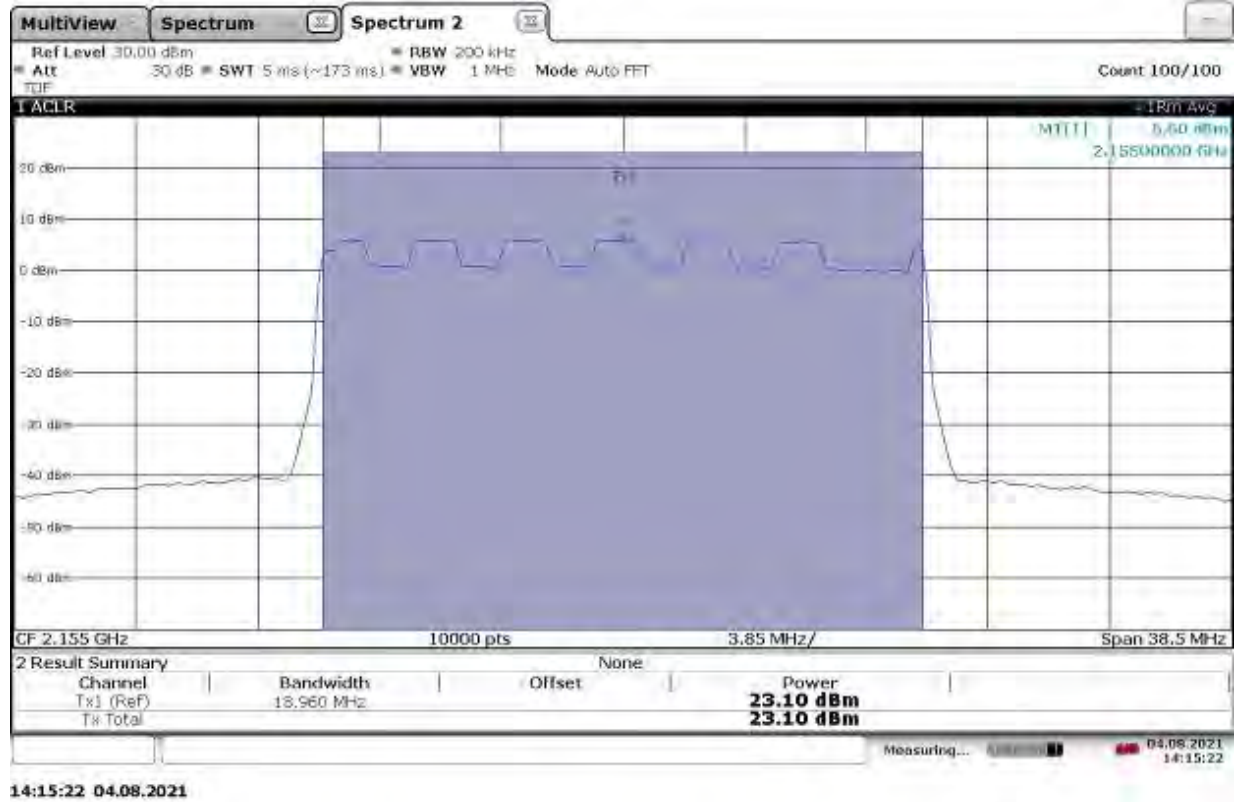 MultiView Spectrum Spectrum 2
Ref Level 30.00 dBm RBW 200 kHz
Att 30 dB SWT 5 ms (~173 ms) VBW 1 MHz Mode Auto FFT Count 100/100
TDF
1 ACLR 1Rm Avg
M1[1] 5.60 dBm
2.15500000 GHz
20 dBm
Tx1
10 dBm
0 dBm
-10 dBm
-20 dBm
-30 dBm
-40 dBm
-50 dBm
-60 dBm
CF 2.155 GHz 10000 pts 3.85 MHz/ Span 38.5 MHz
2 Result Summary None
Channel Bandwidth Offset Power
Tx1 (Ref) 18.960 MHz 23.10 dBm
Tx Total 23.10 dBm
Measuring... 04.08.2021
14:15:22
14:15:22 04.08.2021